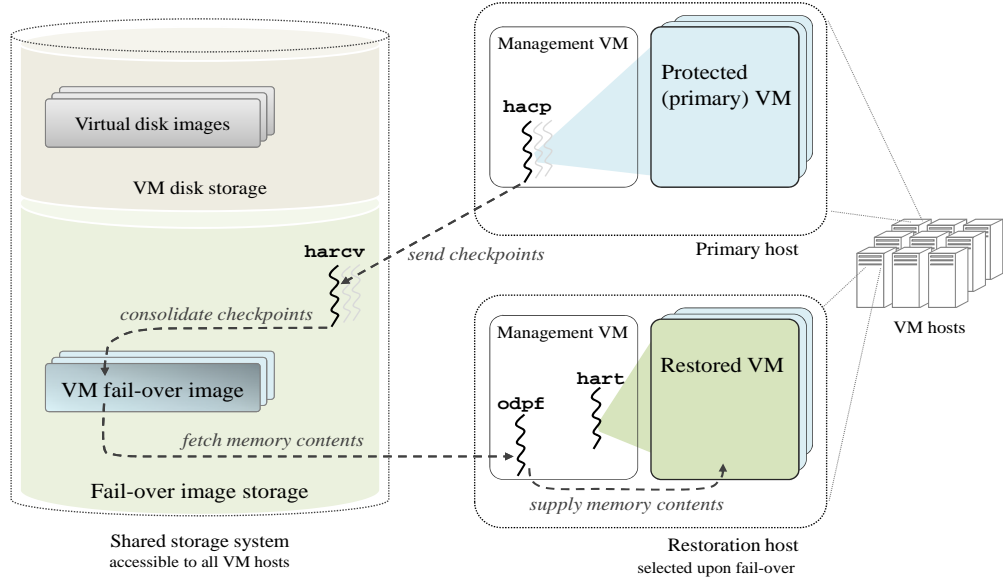 Virtual disk images
VM disk storage
harcv
consolidate checkpoints
VM fail-over image
fetch memory contents
Fail-over image storage
Shared storage system
accessible to all VM hosts
send checkpoints
Management VM
hacp
Protected
(primary) VM
Primary host
Management VM
hart
odpf
Restored VM
supply memory contents
Restoration host
selected upon fail-over
VM hosts